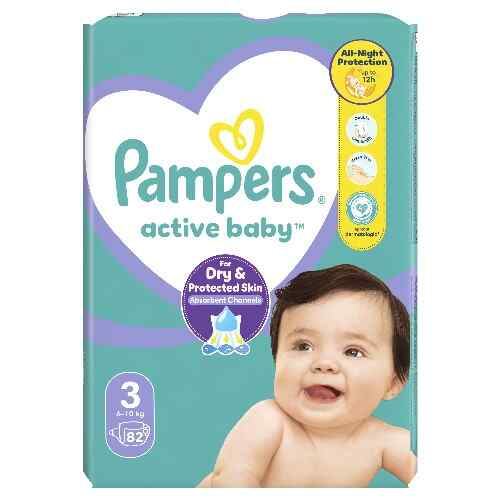 All-Night
Protection
up to
12h
Pampers®
active baby™
For
Dry &
Protected Skin
Absorbent Channels
3
6-10 kg
82